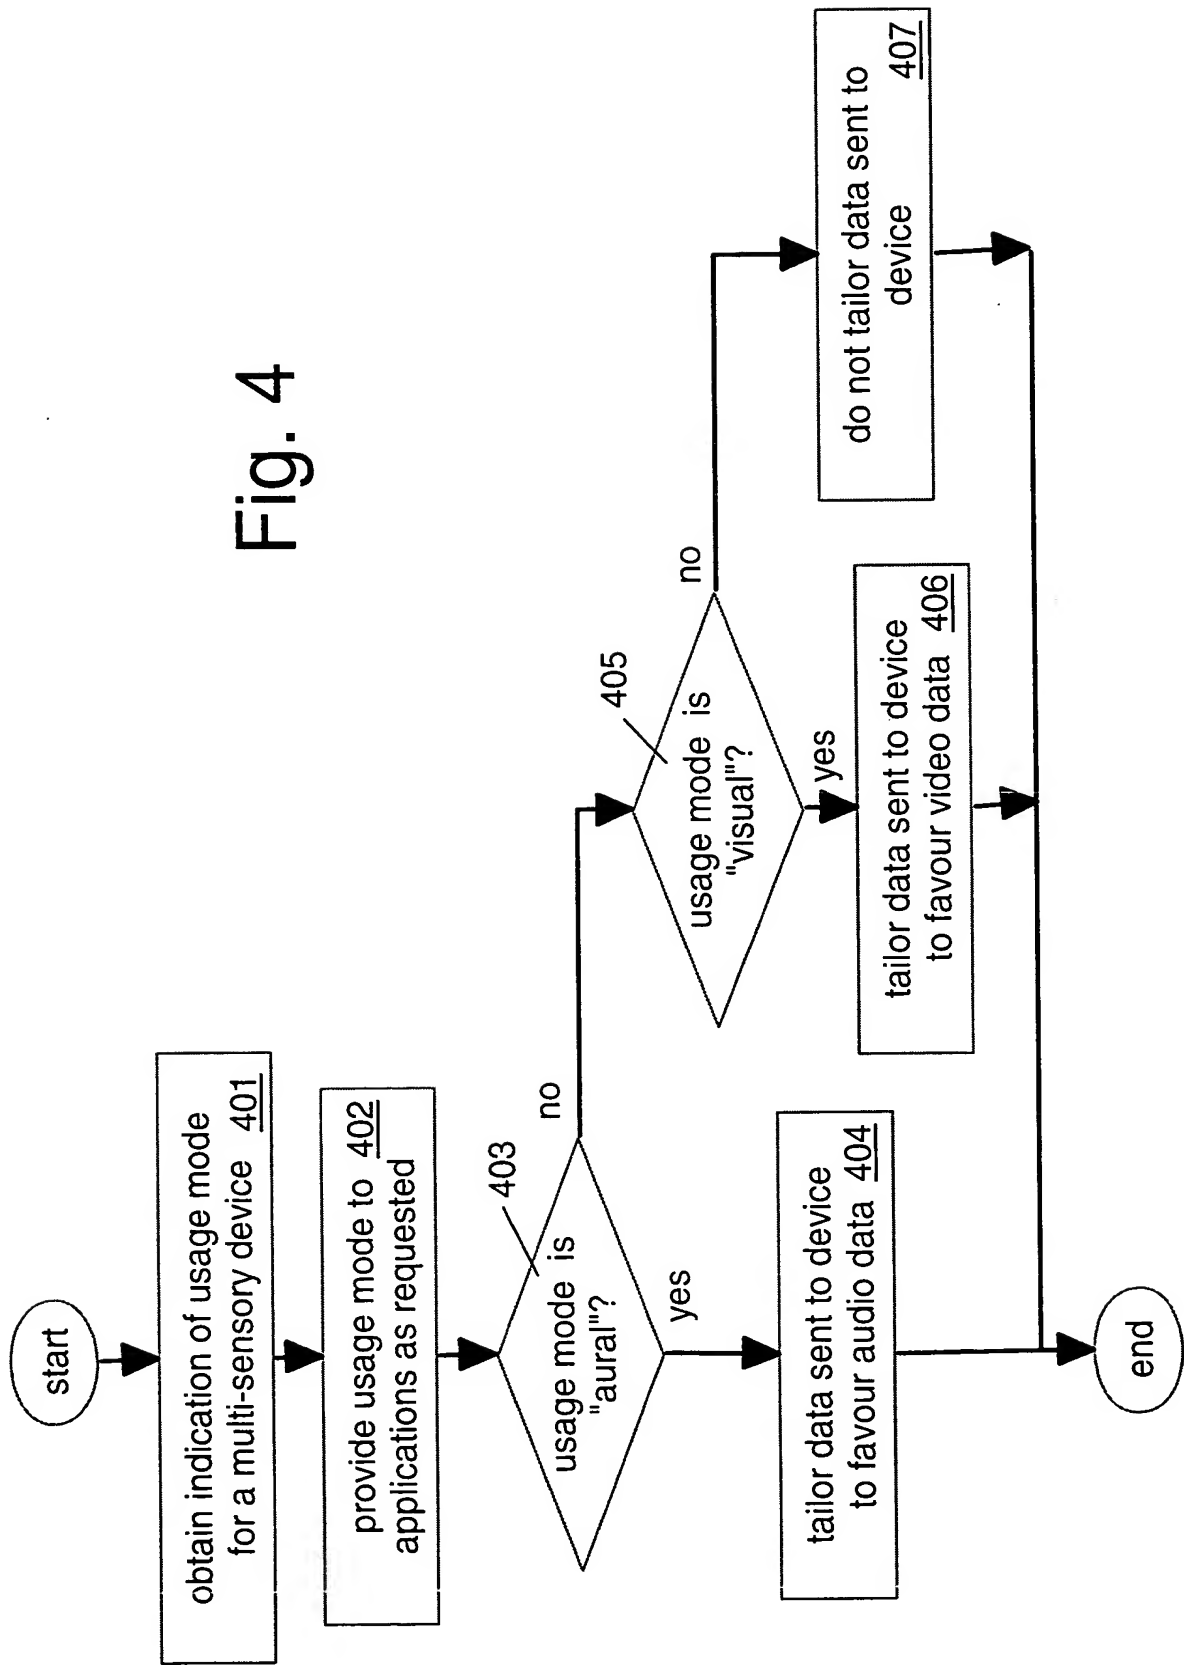 Fig. 4
start
obtain indication of usage mode
for a multi-sensory device 401
provide usage mode to 402
applications as requested
403
usage mode is
"aural"?
no
yes
tailor data sent to device
to favour audio data 404
405
usage mode is
"visual"?
no
yes
tailor data sent to device
to favour video data 406
do not tailor data sent to
device 407
end